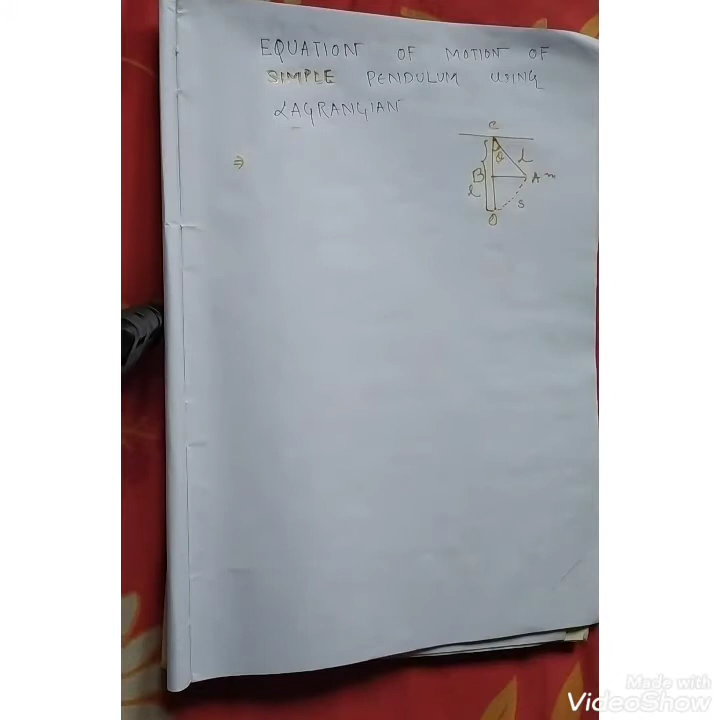 EQUATION OF MOTION OF
SIMPLE PENDULUM USING
LAGRANGIAN
⇒
C
θ
l
B
A m
l
s
O
Made with
VideoShow